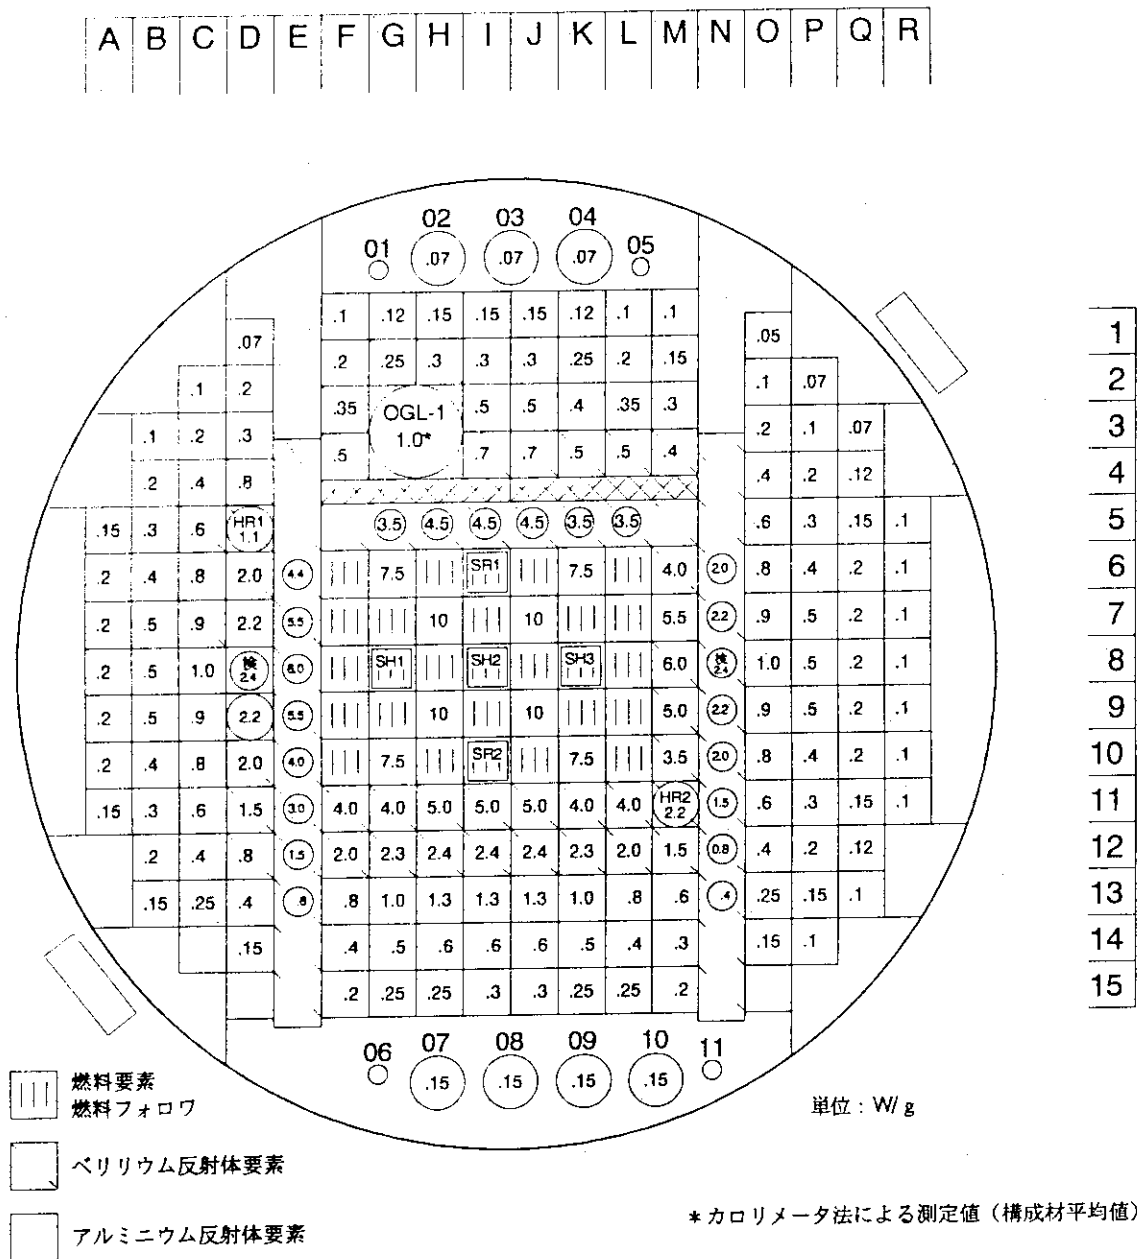 A B C D E F G H I J K L M N O P Q R
02 03 04
01 05
.07 .07 .07
.1 .12 .15 .15 .15 .12 .1 .1
.07 .05
1
.2 .25 .3 .3 .3 .25 .2 .15
.1 .2 .1 .07
2
.35 OGL-1 .5 .5 .4 .35 .3
.1 .2 .3 .2 .1 .07
3
.5 1.0* .7 .7 .5 .5 .4
.2 .4 .8 .4 .2 .12
4
.15 .3 .6 HR1 1.1 3.5 4.5 4.5 4.5 3.5 3.5 .6 .3 .15 .1
5
.2 .4 .8 2.0 4.4 7.5 SR1 7.5 4.0 2.0 .8 .4 .2 .1
6
.2 .5 .9 2.2 5.5 10 10 5.5 2.2 .9 .5 .2 .1
7
.2 .5 1.0 検 2.4 6.0 SH1 SH2 SH3 6.0 検 2.4 1.0 .5 .2 .1
8
.2 .5 .9 2.2 5.5 10 10 5.0 2.2 .9 .5 .2 .1
9
.2 .4 .8 2.0 4.0 7.5 SR2 7.5 3.5 2.0 .8 .4 .2 .1
10
.15 .3 .6 1.5 3.0 4.0 4.0 5.0 5.0 5.0 4.0 4.0 HR2 2.2 1.5 .6 .3 .15 .1
11
.2 .4 .8 1.5 2.0 2.3 2.4 2.4 2.4 2.3 2.0 1.5 0.8 .4 .2 .12
12
.15 .25 .4 .8 1.0 1.3 1.3 1.3 1.0 .8 .6 .4 .25 .15 .1
13
.15 .4 .5 .6 .6 .6 .5 .4 .3 .15 .1
14
.2 .25 .25 .3 .3 .25 .25 .2
15
06 07 08 09 10 11
.15 .15 .15 .15
燃料要素
燃料フォロワ
単位：W/g
ベリリウム反射体要素
アルミニウム反射体要素
*カロリメータ法による測定値（構成材平均値）